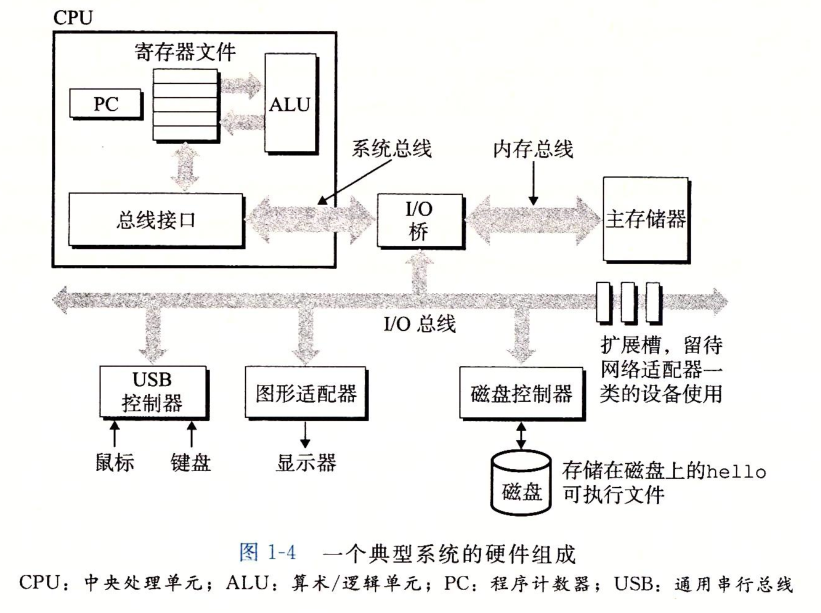 CPU
寄存器文件
PC
ALU
系统总线
内存总线
总线接口
I/O
桥
主存储器
I/O 总线
扩展槽，留待
网络适配器一
类的设备使用
USB
控制器
图形适配器
磁盘控制器
鼠标
键盘
显示器
磁盘
存储在磁盘上的hello
可执行文件
图 1-4 一个典型系统的硬件组成
CPU：中央处理单元；ALU：算术/逻辑单元；PC：程序计数器；USB：通用串行总线